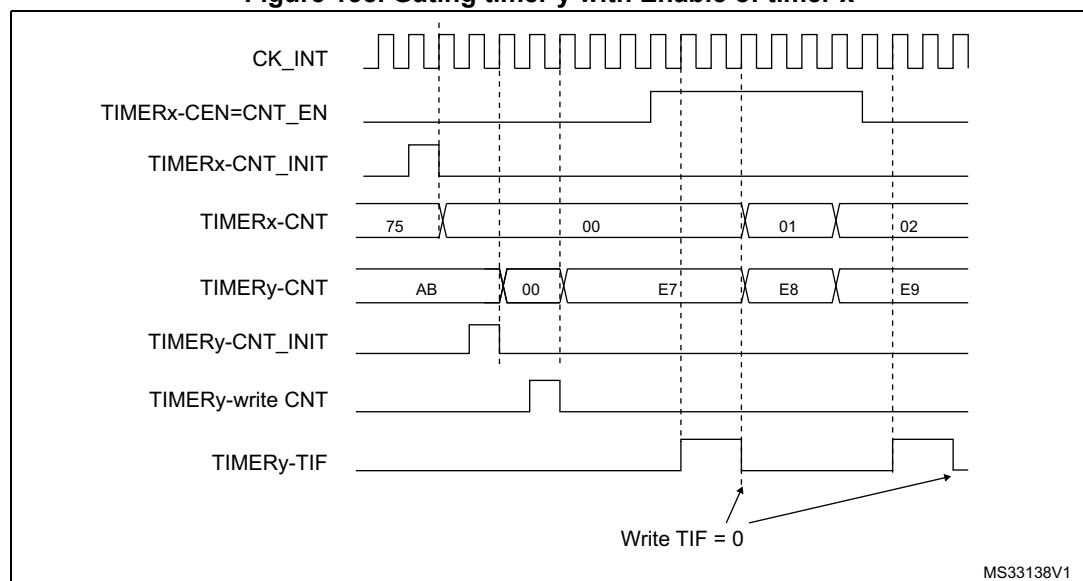 CK_INT
TIMERx-CEN=CNT_EN
TIMERx-CNT_INIT
TIMERx-CNT 75 00 01 02
TIMERy-CNT AB 00 E7 E8 E9
TIMERy-CNT_INIT
TIMERy-write CNT
TIMERy-TIF
Write TIF = 0
MS33138V1